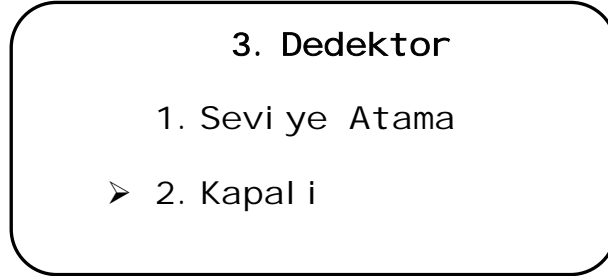 3. Dedektor
1. Seviye Atama
➢ 2. Kapali